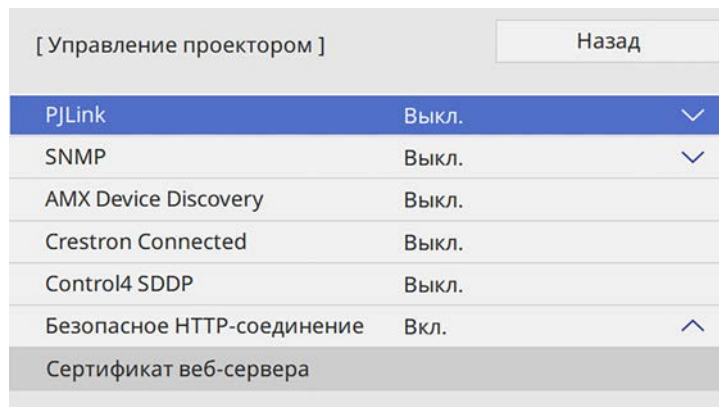 [ Управление проектором ] Назад
PJLink Выкл.
SNMP Выкл.
AMX Device Discovery Выкл.
Crestron Connected Выкл.
Control4 SDDP Выкл.
Безопасное HTTP-соединение Вкл.
Сертификат веб-сервера